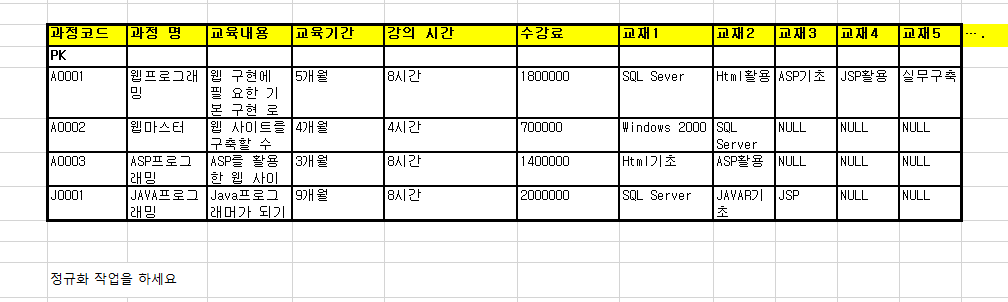 과정코드 과정 명 교육내용 교육기간 강의 시간 수강료 교재1 교재2 교재3 교재4 교재5 ….
PK
A0001 웹프로그래밍 웹 구현에 필 요한 기본 구현 로 5개월 8시간 1800000 SQL Sever Html활용 ASP기초 JSP활용 실무구축
A0002 웹마스터 웹 사이트을 구축할 수 4개월 4시간 700000 Windows 2000 SQL Server NULL NULL NULL
A0003 ASP프로그래밍 ASP을 활용한 웹 사이 3개월 8시간 1400000 Html기초 ASP활용 NULL NULL NULL
J0001 JAVA프로그래밍 Java프로그래머가 되기 9개월 8시간 2000000 SQL Server JAVAR기초 JSP NULL NULL
정규화 작업을 하세요